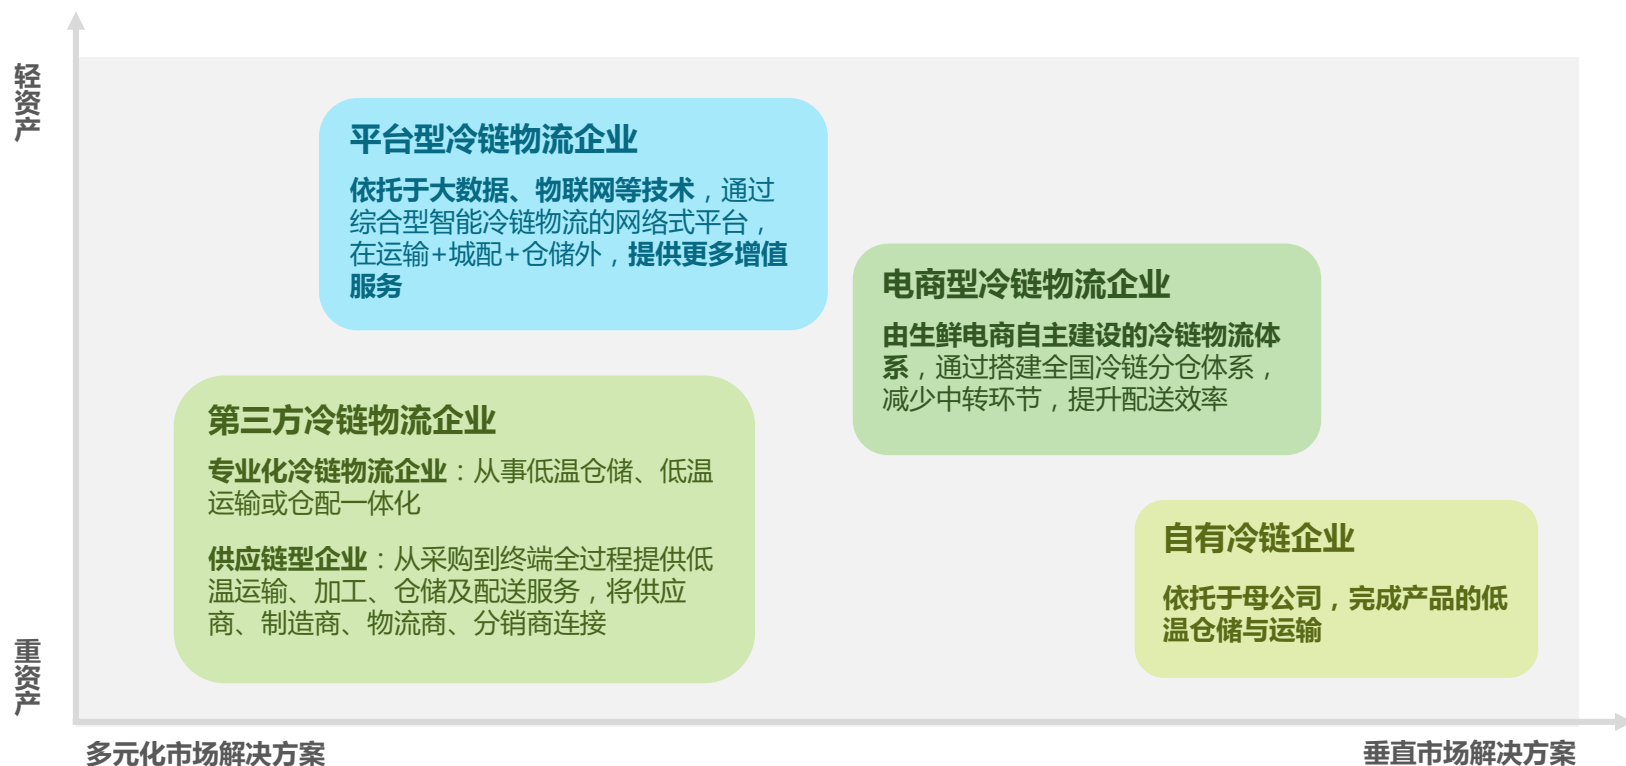 轻资产
平台型冷链物流企业
依托于大数据、物联网等技术，通过
综合型智能冷链物流的网络式平台，
在运输+城配+仓储外，提供更多增值
服务
电商型冷链物流企业
由生鲜电商自主建设的冷链物流体
系，通过搭建全国冷链分仓体系，
减少中转环节，提升配送效率
第三方冷链物流企业
专业化冷链物流企业：从事低温仓储、低温
运输或仓配一体化
供应链型企业：从采购到终端全过程提供低
温运输、加工、仓储及配送服务，将供应
商、制造商、物流商、分销商连接
自有冷链企业
依托于母公司，完成产品的低
温仓储与运输
重资产
多元化市场解决方案
垂直市场解决方案